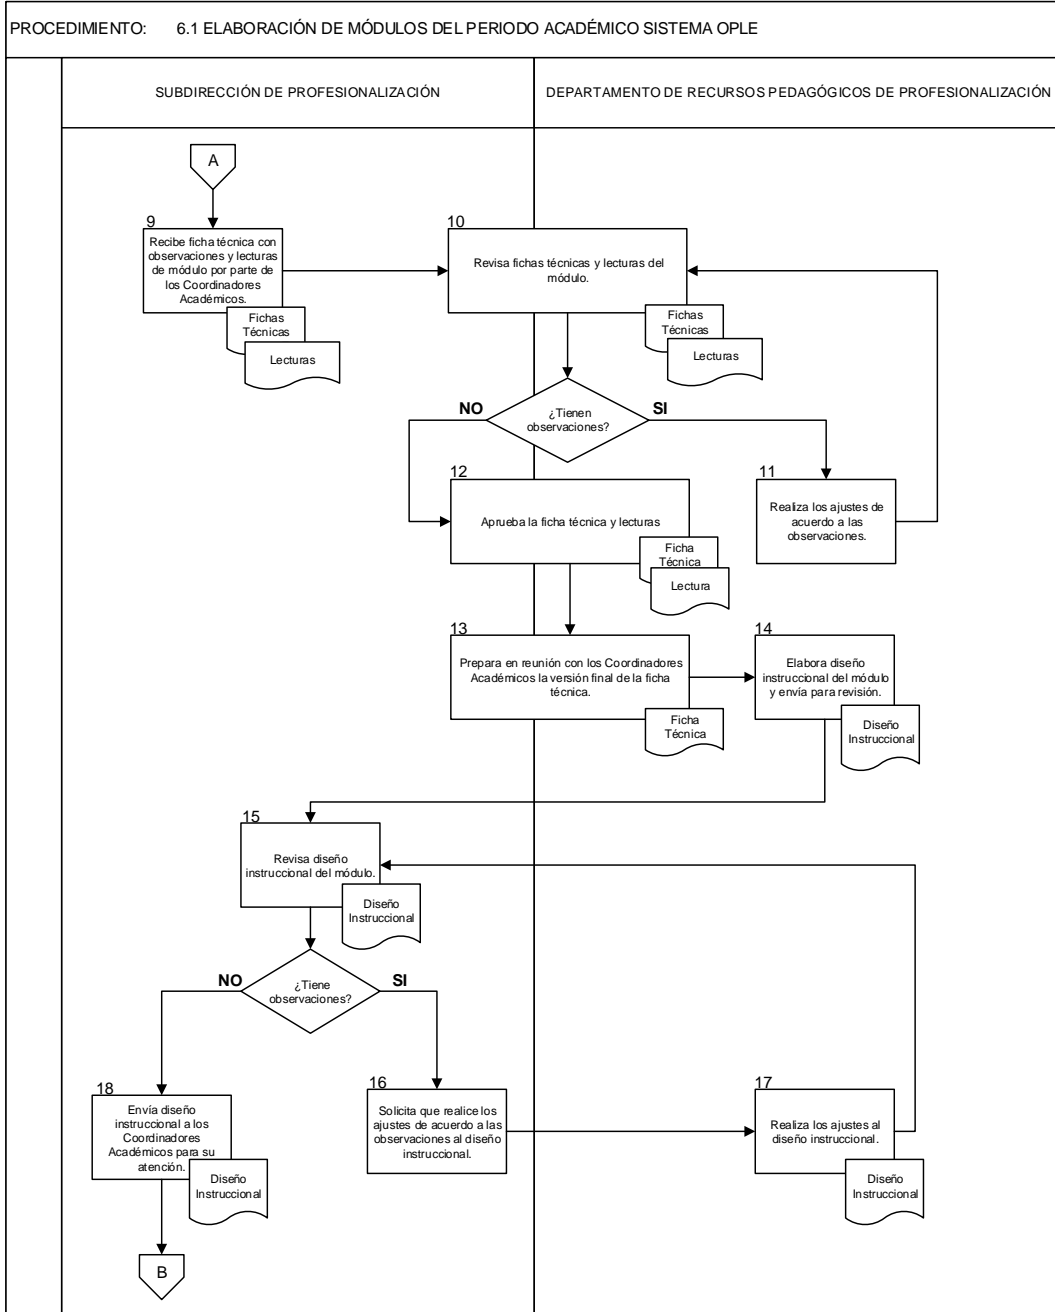 PROCEDIMIENTO: 6.1 ELABORACIÓN DE MÓDULOS DEL PERIODO ACADÉMICO SISTEMA OPLE
SUBDIRECCIÓN DE PROFESIONALIZACIÓN
DEPARTAMENTO DE RECURSOS PEDAGÓGICOS DE PROFESIONALIZACIÓN
A
9
Recibe ficha técnica con
observaciones y lecturas
de módulo por parte de
los Coordinadores
Académicos.
Fichas
Técnicas
Lecturas
10
Revisa fichas técnicas y lecturas del
módulo.
Fichas
Técnicas
Lecturas
NO
¿Tienen
observaciones?
SI
11
Realiza los ajustes de
acuerdo a las
observaciones.
12
Aprueba la ficha técnica y lecturas
Ficha
Técnica
Lectura
13
Prepara en reunión con los Coordinadores
Académicos la versión final de la ficha
técnica.
Ficha
Técnica
14
Elabora diseño
instruccional del módulo
y envía para revisión.
Diseño
Instruccional
15
Revisa diseño
instruccional del módulo.
Diseño
Instruccional
NO
¿Tiene
observaciones?
SI
16
Solicita que realice los
ajustes de acuerdo a las
observaciones al diseño
instruccional.
17
Realiza los ajustes al
diseño instruccional.
Diseño
Instruccional
18
Envía diseño
instruccional a los
Coordinadores
Académicos para su
atención.
Diseño
Instruccional
B